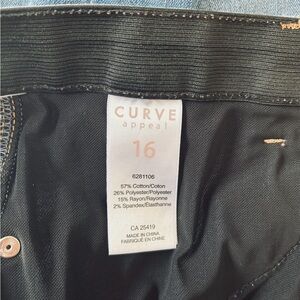 CURVE
appeal
16
6281106
57% Cotton/Coton
26% Polyester/Polyester
15% Rayon/Rayonne
2% Spandex/Elasthanne
CA 25419
MADE IN CHINA
FABRIQUÉ EN CHINE